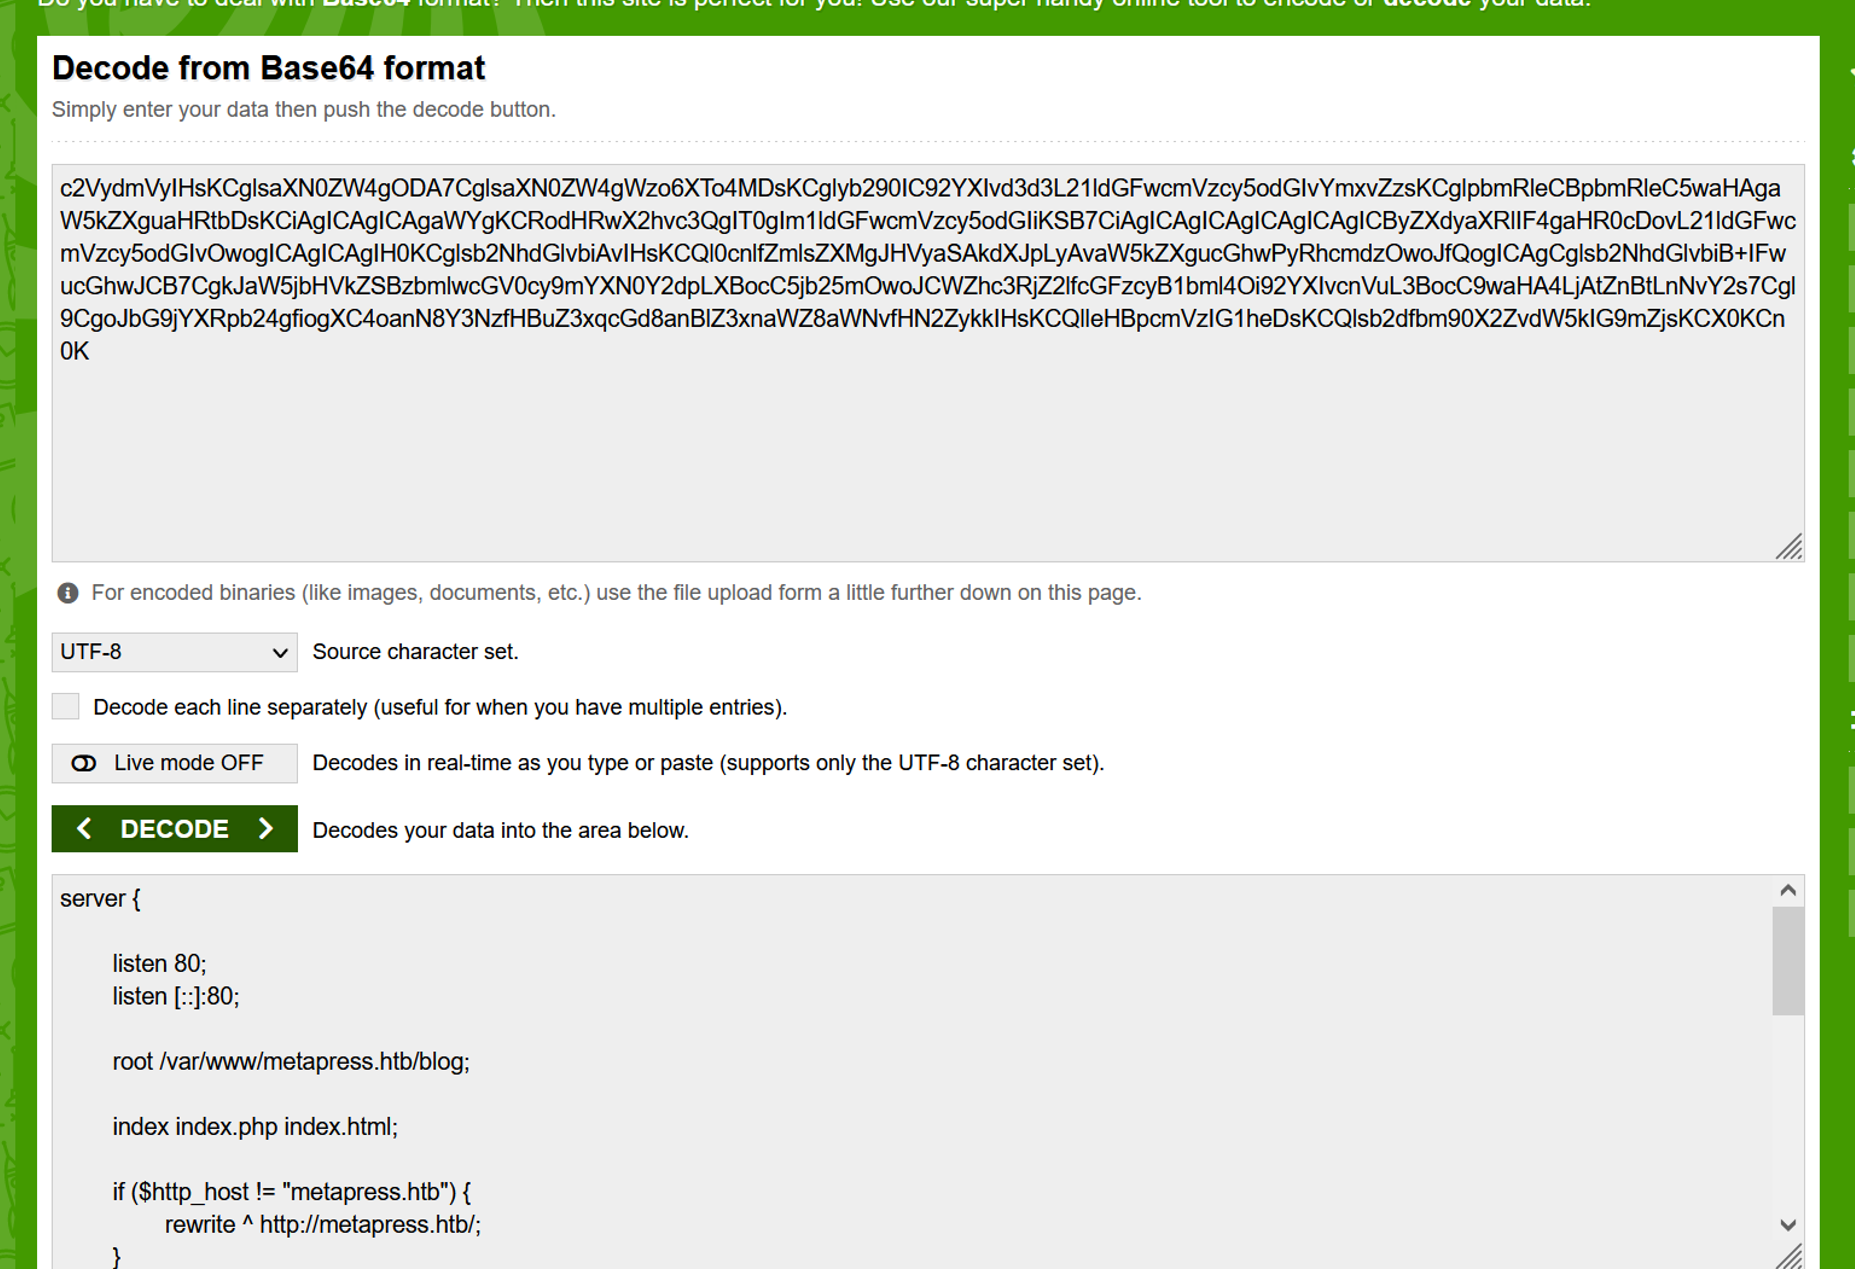 Do you have to deal with Base64 format? Then this site is perfect for you! Use our super handy online tool to encode or decode your data.
Decode from Base64 format
Simply enter your data then push the decode button.
c2VydmVyIHsKCglsaXN0ZW4gODA7CglsaXN0ZW4gWzo6XTo4MDsKCglyb290IC92YXIvd3d3L21ldGFwcmVzcy5odGIvYmxvZzsKCglpbmRleCBpbmRleC5waHAga
W5kZXguaHRtbDsKCiAgICAgICAgaWYgKCRodHRwX2hvc3QgIT0gIm1ldGFwcmVzcy5odGIiKSB7CiAgICAgICAgICAgICAgICByZXdyaXRlIF4gaHR0cDovL21ldGFwc
mVzcy5odGIvOwogICAgICAgIH0KCglsb2NhdGlvbiAvIHsKCQl0cnlfZmlsZXMgJHVyaSAkdXJpLyAvaW5kZXgucGhwPyRhcmdzOwoJfQogICAgCglsb2NhdGlvbiB+IFw
ucGhwJCB7CgkJaW5jbHVkZSBzbmlwcGV0cy9mYXN0Y2dpLXBocC5jb25mOwoJCWZhc3RjZ2lfcGFzcyB1bml4Oi92YXIvcnVuL3BocC9waHA4LjAtZnBtLnNvY2s7Cgl
9CgoJbG9jYXRpb24gfiogXC4oanN8Y3NzfHBuZ3xqcGd8anBlZ3xnaWZ8aWNvfHN2ZykkIHsKCQlleHBpcmVzIG1heDsKCQlsb2dfbm90X2ZvdW5kIG9mZjsKCX0KCn
0K
For encoded binaries (like images, documents, etc.) use the file upload form a little further down on this page.
UTF-8 Source character set.
Decode each line separately (useful for when you have multiple entries).
Live mode OFF Decodes in real-time as you type or paste (supports only the UTF-8 character set).
< DECODE > Decodes your data into the area below.
server {
listen 80;
listen [::]:80;
root /var/www/metapress.htb/blog;
index index.php index.html;
if ($http_host != "metapress.htb") {
rewrite ^ http://metapress.htb/;
}